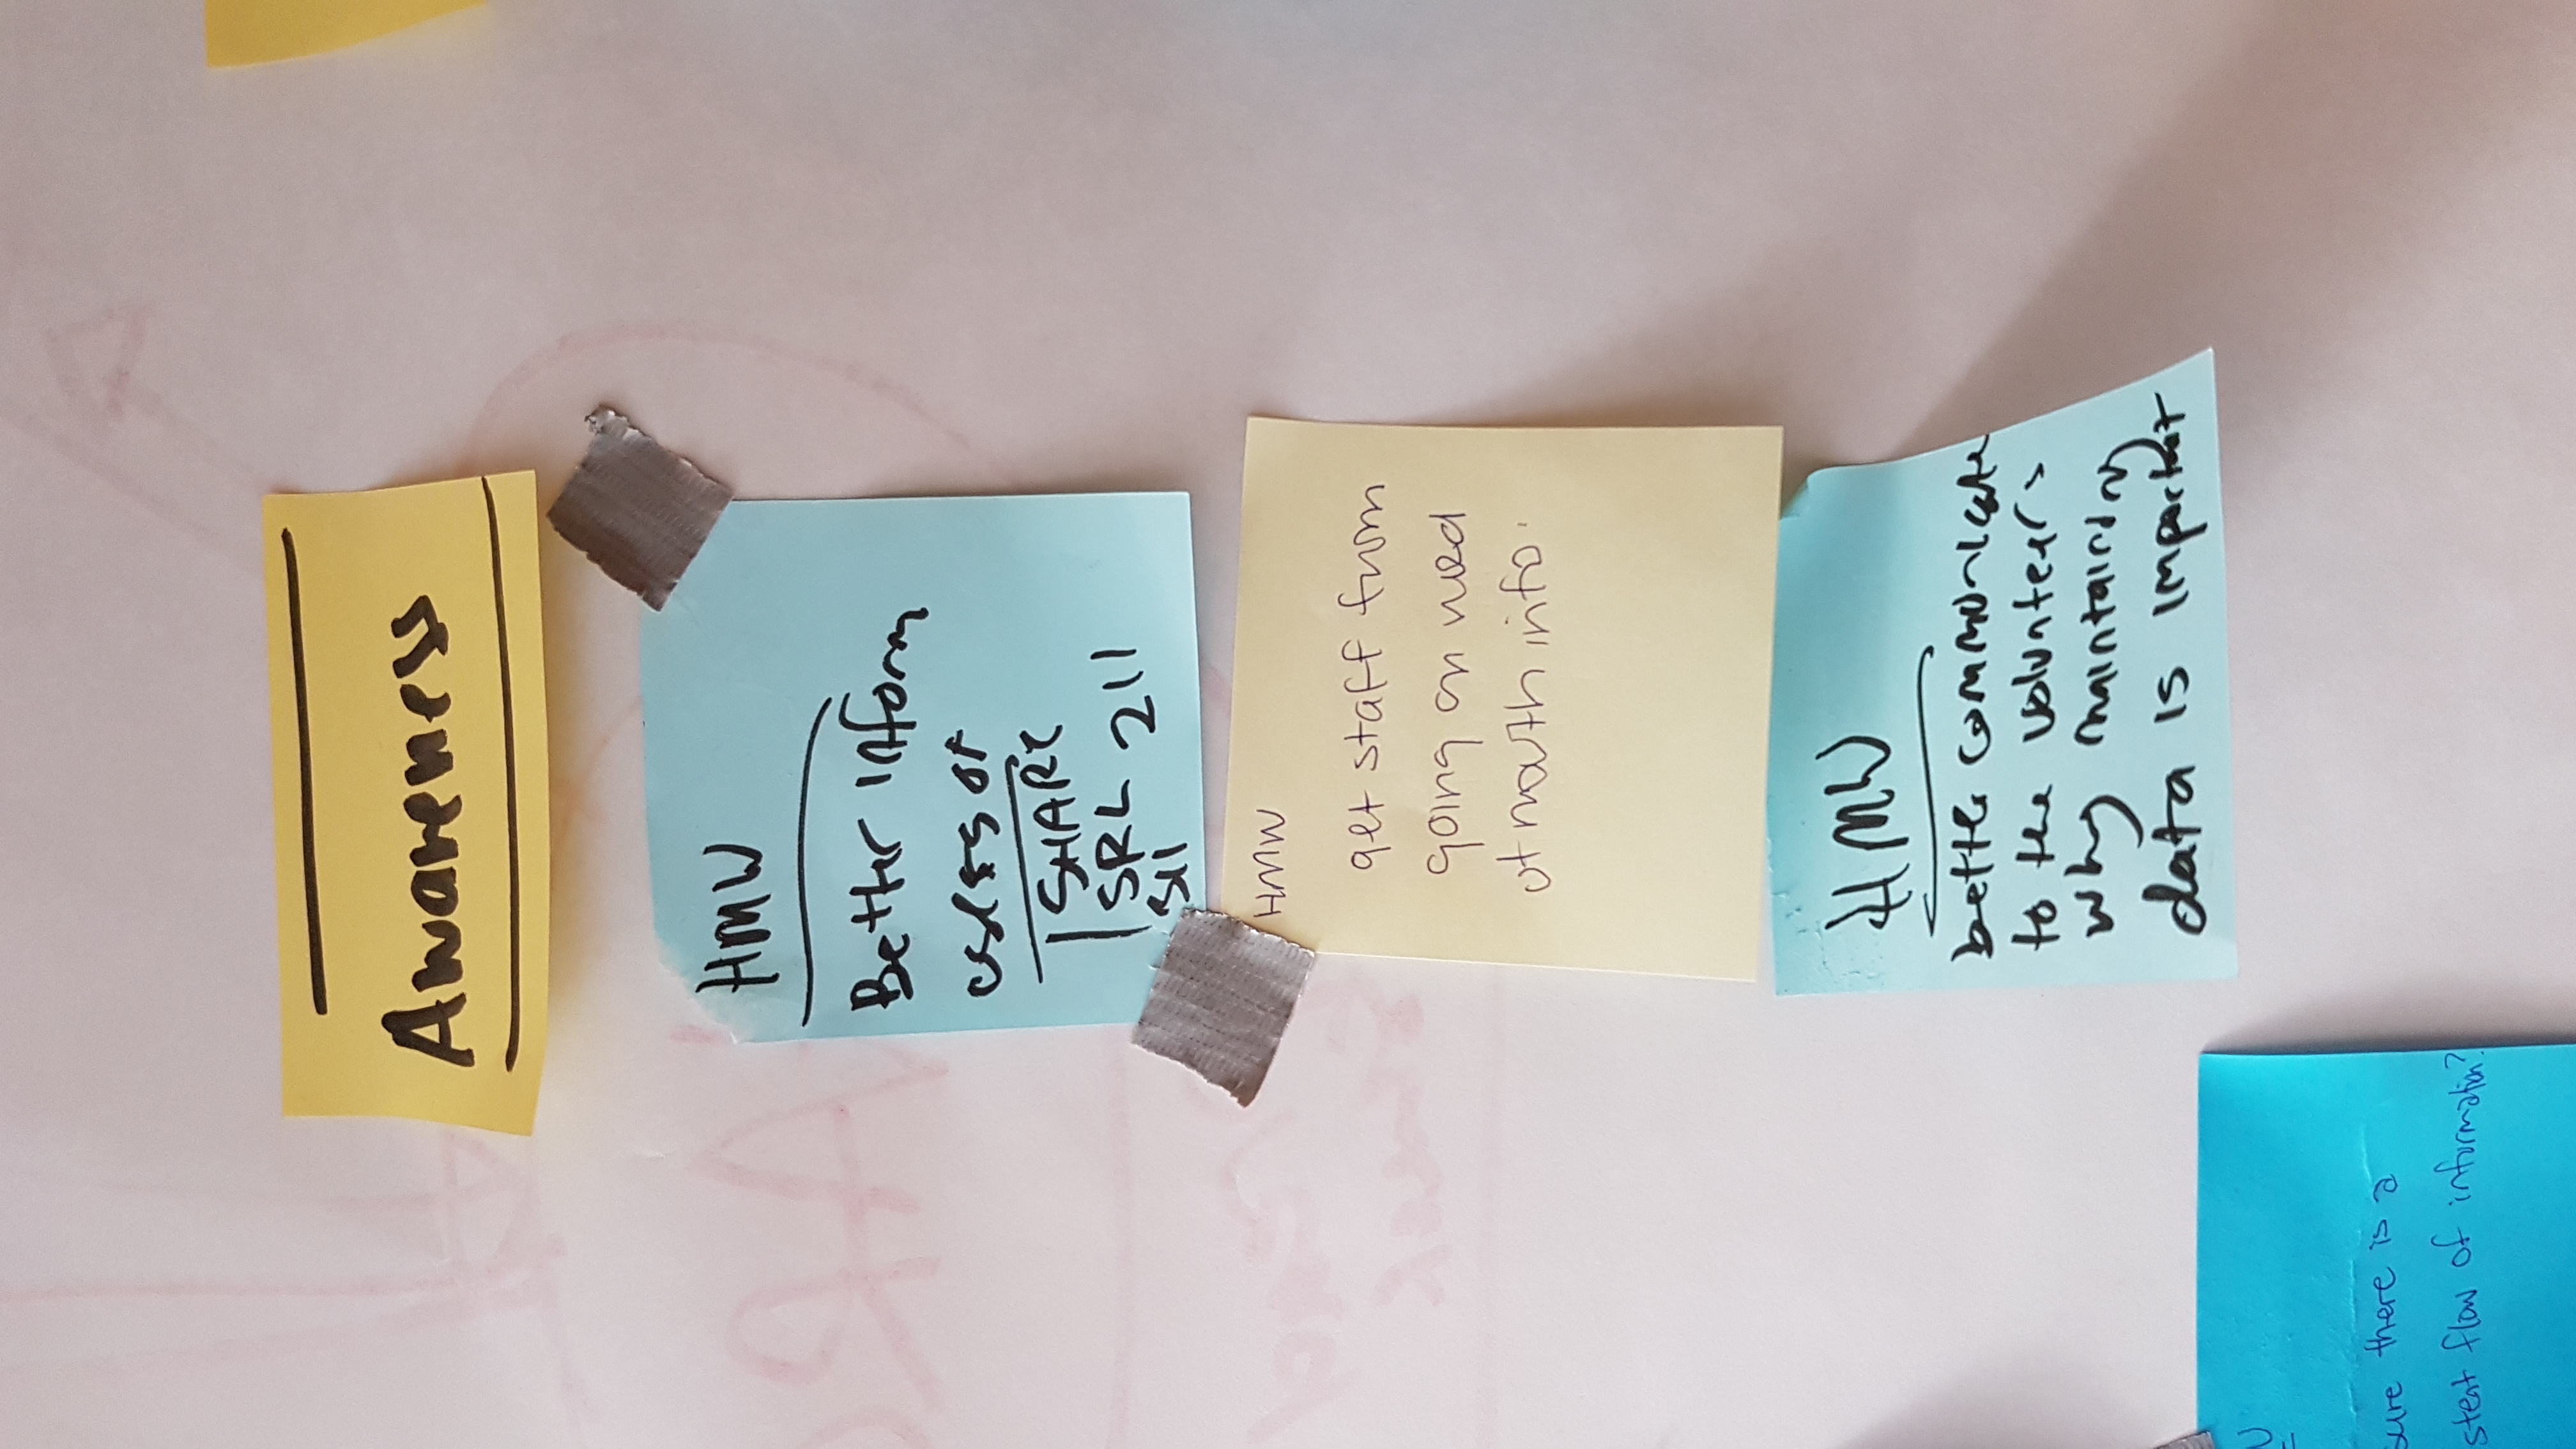 Awareness
HMW
Better inform
of
SHARE
SRL 211
311
HMW
get staff from
going on word
of mouth info.
HMW
better communicate
to the volunteers
why maintaining
data is important
sure there is a
stent flow of information?